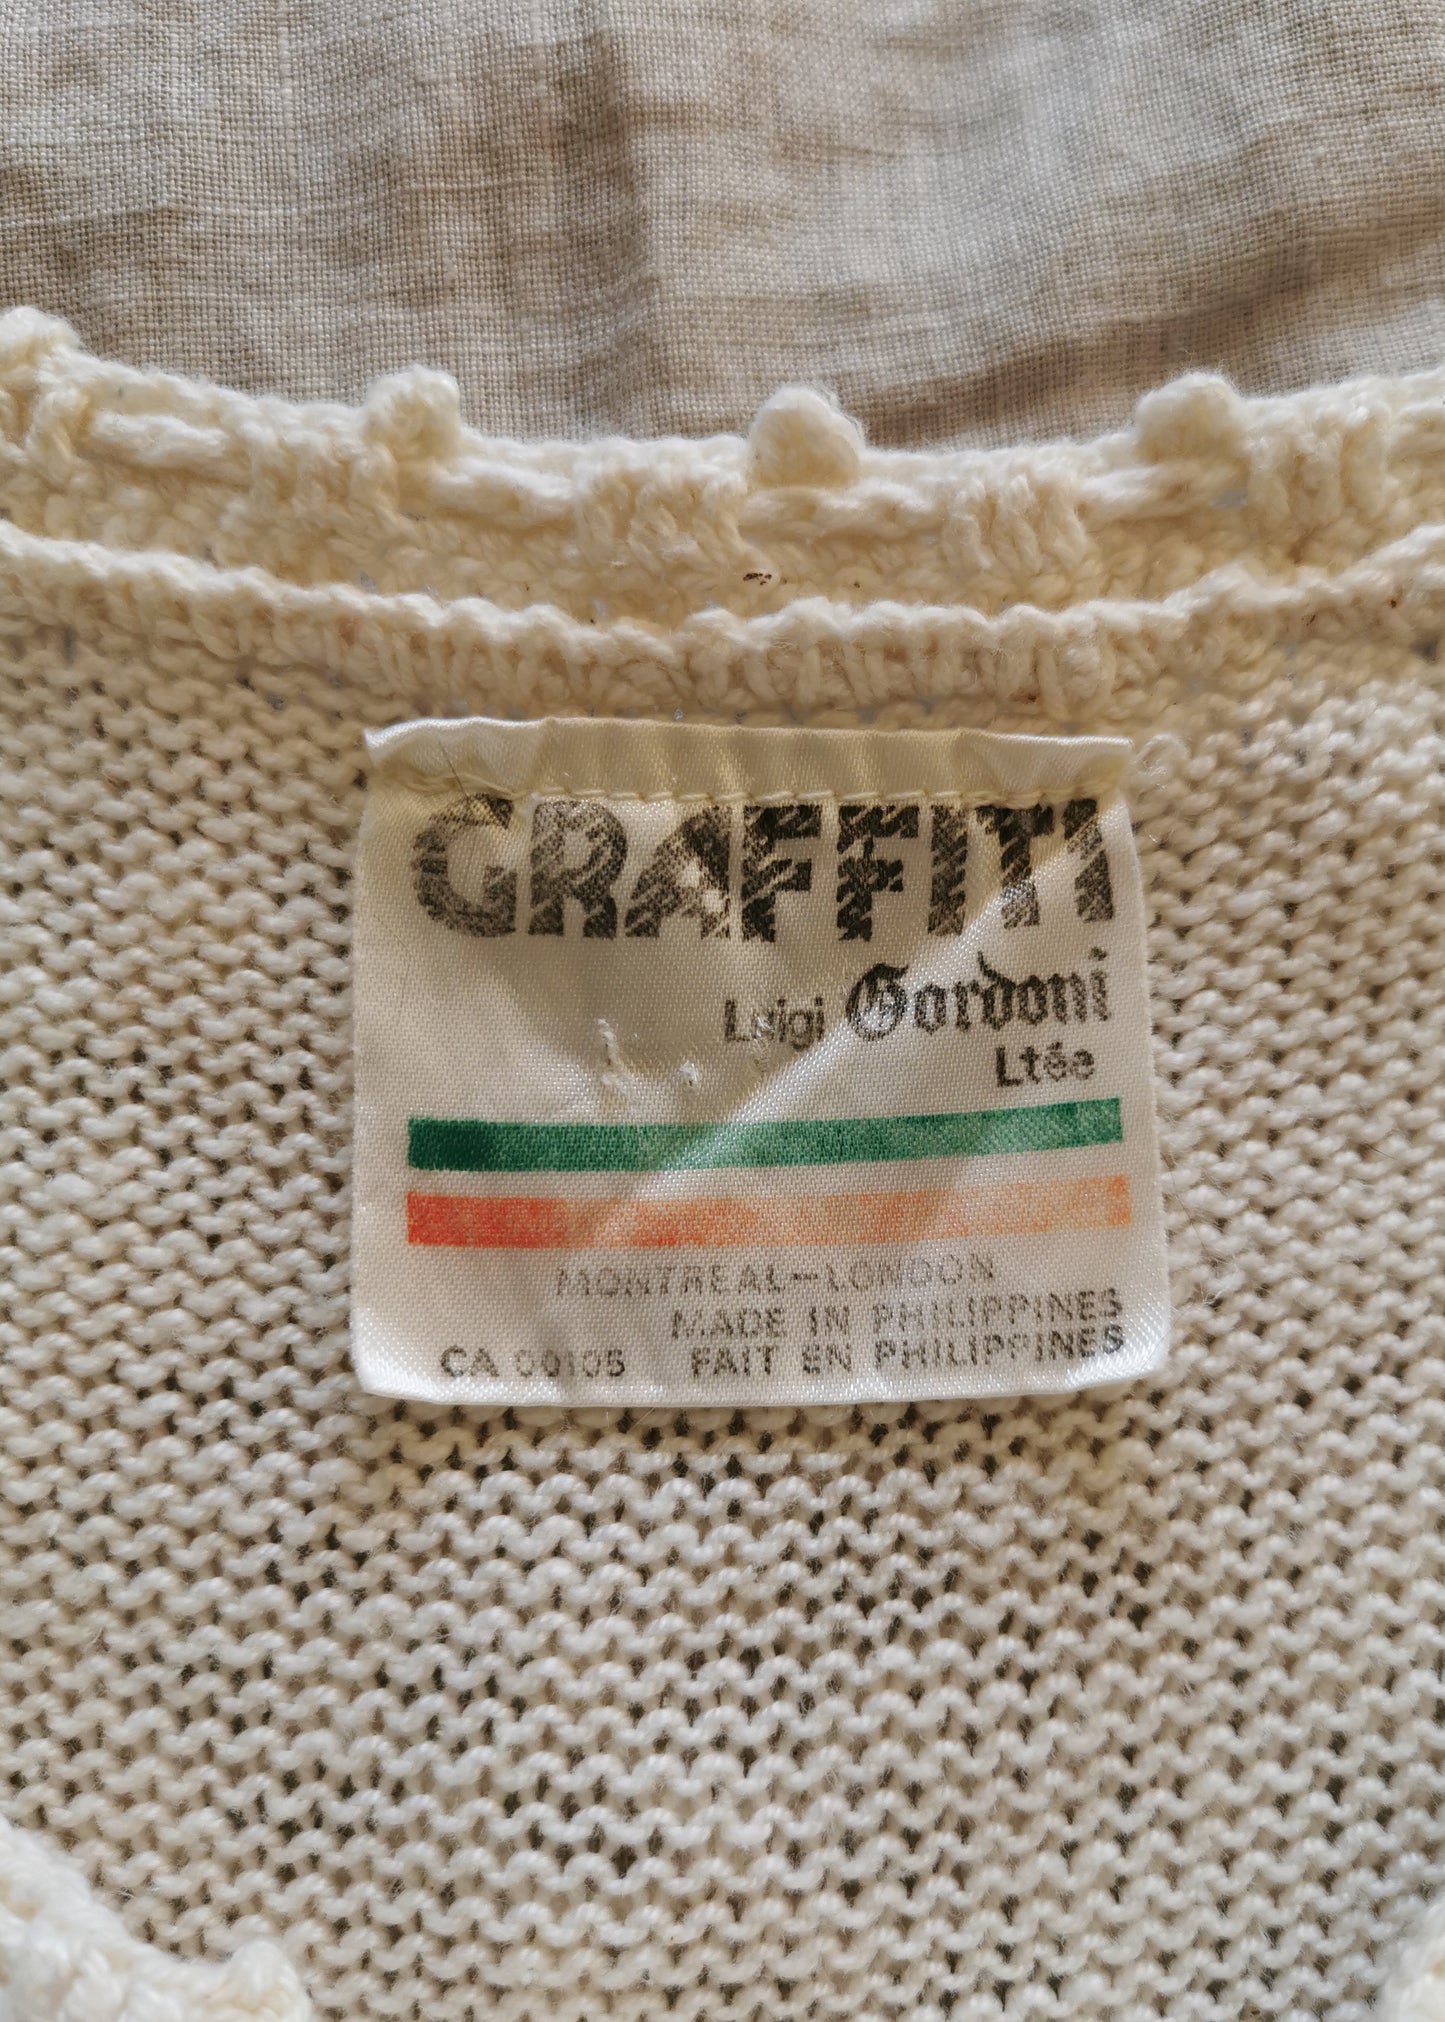 GRAFFITI
Luigi Gordoni
Ltée
MONTREAL—LONDON
MADE IN PHILIPPINES
CA 00105 FAIT EN PHILIPPINES